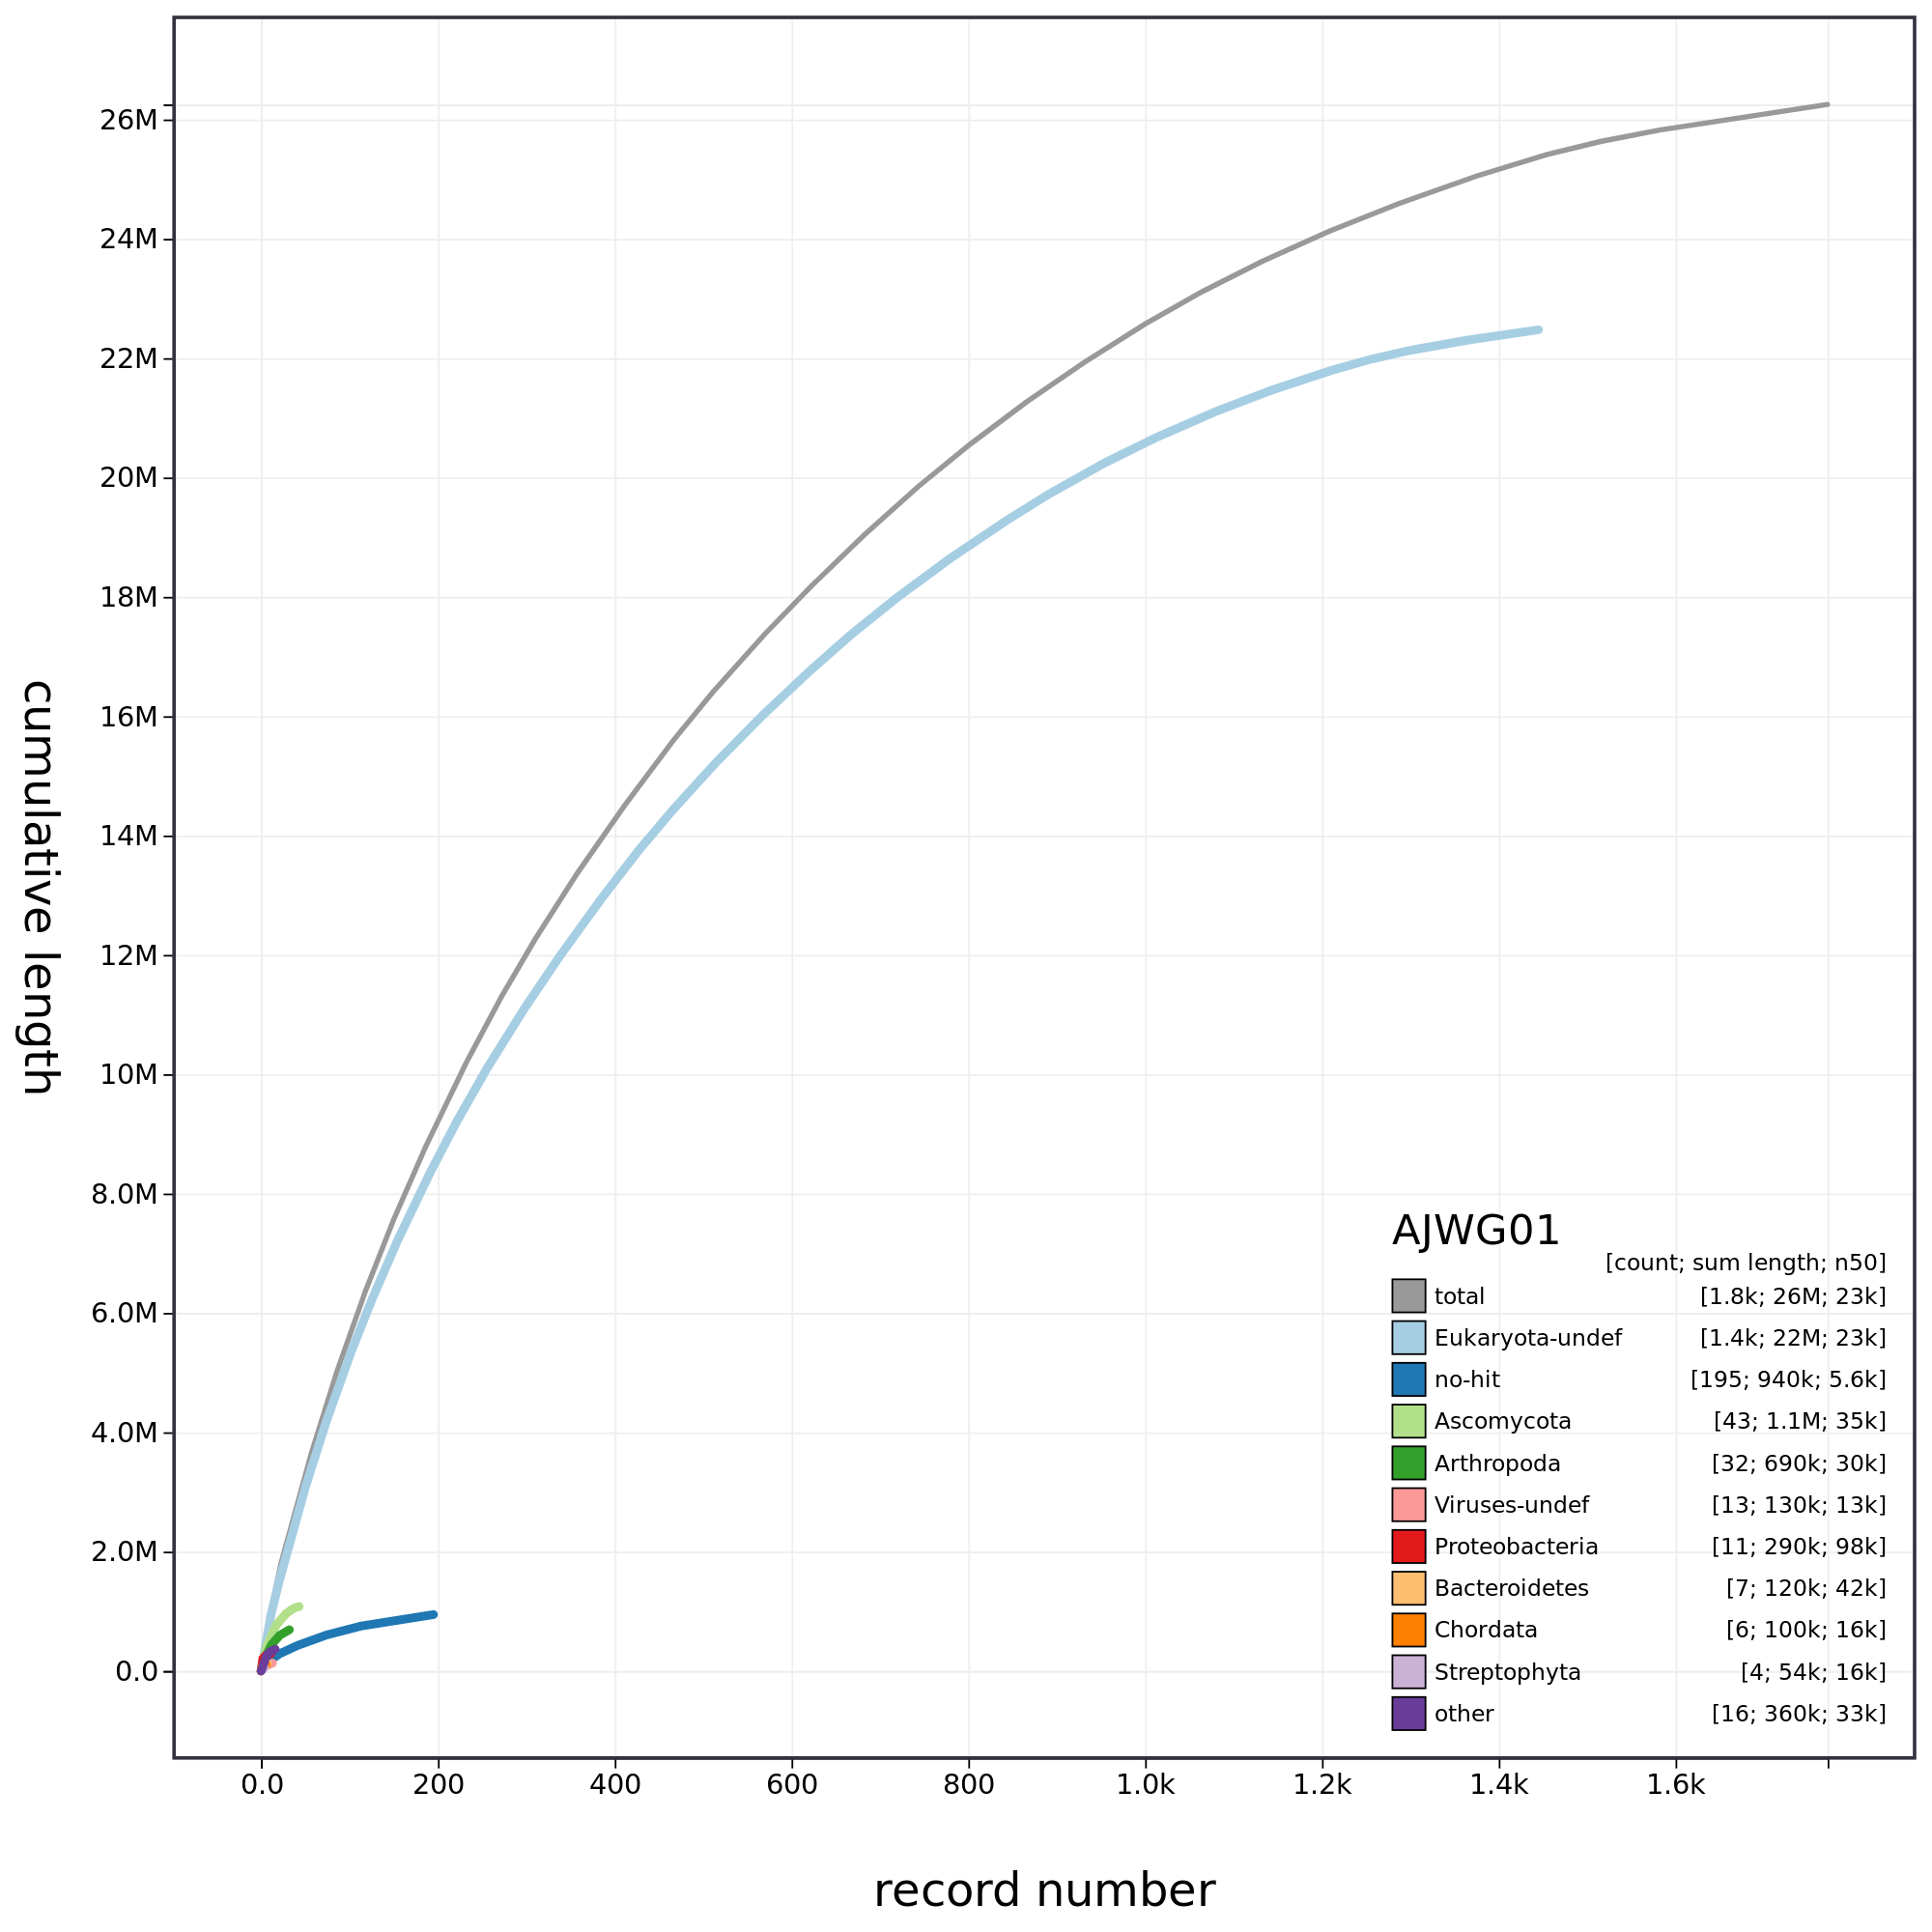 cumulative length
26M
24M
22M
20M
18M
16M
14M
12M
10M
8.0M
6.0M
4.0M
2.0M
0.0
AJWG01
[count; sum length; n50]
total [1.8k; 26M; 23k]
Eukaryota-undef [1.4k; 22M; 23k]
no-hit [195; 940k; 5.6k]
Ascomycota [43; 1.1M; 35k]
Arthropoda [32; 690k; 30k]
Viruses-undef [13; 130k; 13k]
Proteobacteria [11; 290k; 98k]
Bacteroidetes [7; 120k; 42k]
Chordata [6; 100k; 16k]
Streptophyta [4; 54k; 16k]
other [16; 360k; 33k]
0.0 200 400 600 800 1.0k 1.2k 1.4k 1.6k
record number